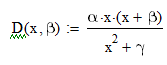 D(x, β) := α·x·(x + β) / x² + γ